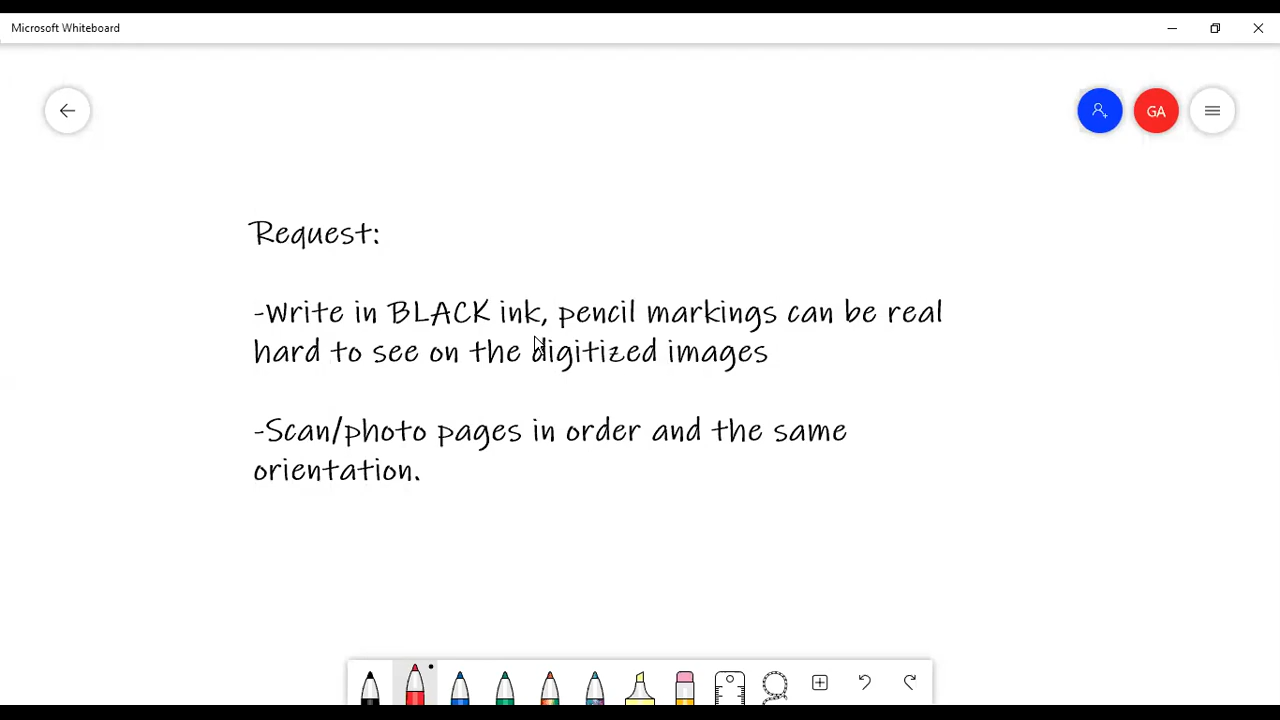 Microsoft Whiteboard
GA
Request:
-Write in BLACK ink, pencil markings can be real
hard to see on the digitized images
-Scan/photo pages in order and the same
orientation.